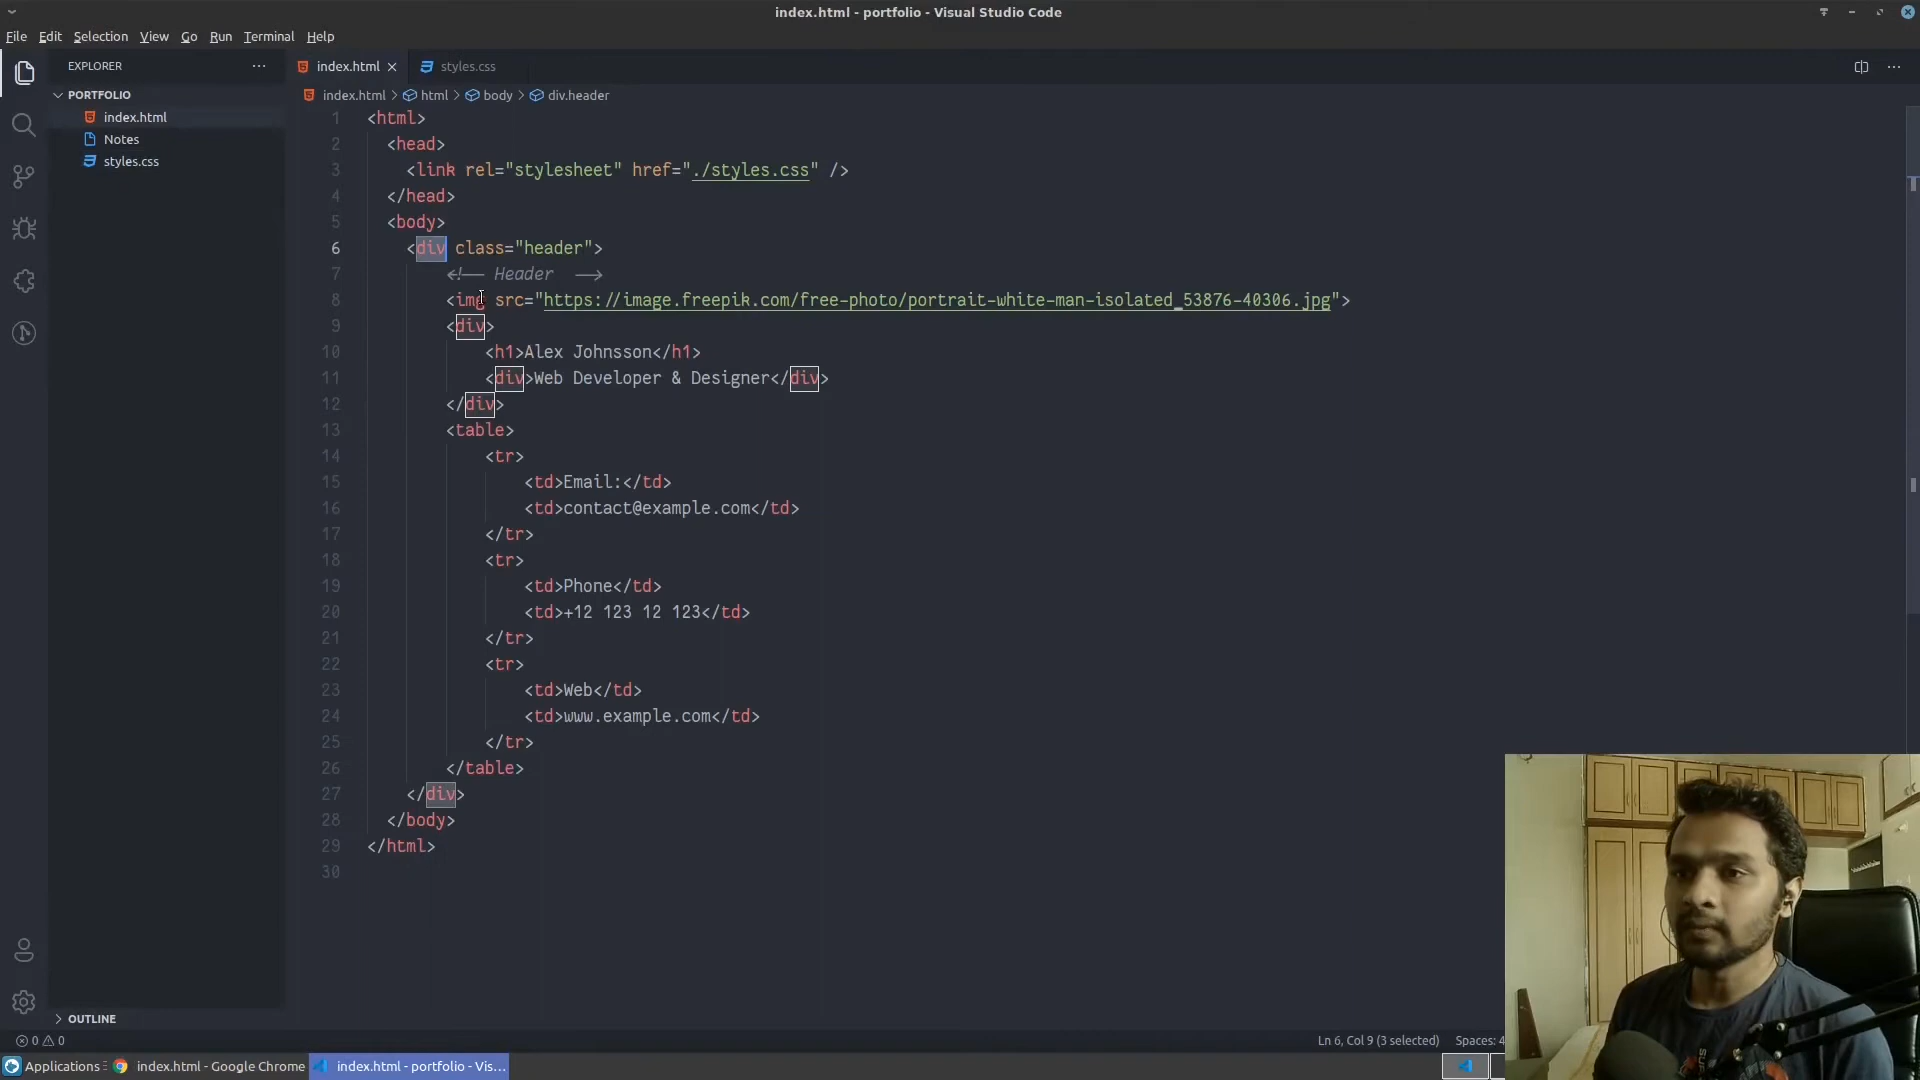 index.html - portfolio - Visual Studio Code
File Edit Selection View Go Run Terminal Help
EXPLORER
index.html
styles.css
PORTFOLIO
index.html > html > body > div.header
index.html
Notes
styles.css
1 <html>
2 <head>
3 <link rel="stylesheet" href="./styles.css" />
4 </head>
5 <body>
6 <div class="header">
7 <!-- Header -->
8 <img src="https://image.freepik.com/free-photo/portrait-white-man-isolated_53876-40306.jpg">
9 <div>
10 <h1>Alex Johnsson</h1>
11 <div>Web Developer & Designer</div>
12 </div>
13 <table>
14 <tr>
15 <td>Email:</td>
16 <td>contact@example.com</td>
17 </tr>
18 <tr>
19 <td>Phone</td>
20 <td>+12 123 12 123</td>
21 </tr>
22 <tr>
23 <td>Web</td>
24 <td>www.example.com</td>
25 </tr>
26 </table>
27 </div>
28 </body>
29 </html>
30
OUTLINE
0 0
Ln 6, Col 9 (3 selected) Spaces: 4
Applications
index.html - Google Chrome
index.html - portfolio - Vis...